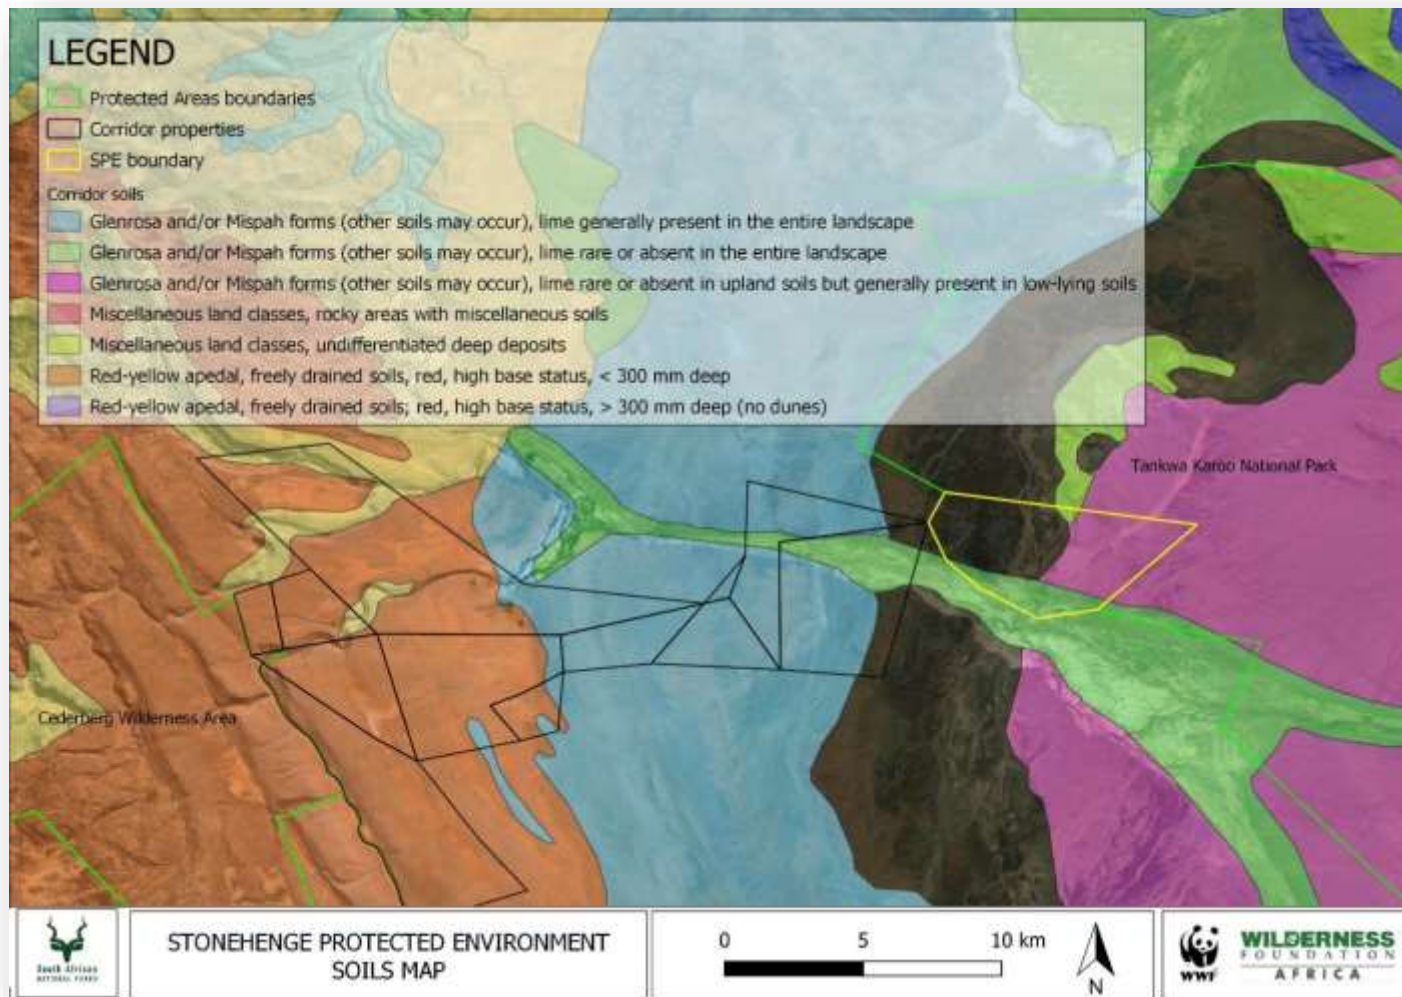 LEGEND
Protected Areas boundaries
Corridor properties
SPE boundary
Corridor soils
Glenrosa and/or Mispah forms (other soils may occur), lime generally present in the entire landscape
Glenrosa and/or Mispah forms (other soils may occur), lime rare or absent in the entire landscape
Glenrosa and/or Mispah forms (other soils may occur), lime rare or absent in upland soils but generally present in low-lying soils
Miscellaneous land classes, rocky areas with miscellaneous soils
Miscellaneous land classes, undifferentiated deep deposits
Red-yellow apedal, freely drained soils, red, high base status, < 300 mm deep
Red-yellow apedal, freely drained soils; red, high base status, > 300 mm deep (no dunes)
Tankwa Karoo National Park
Cederberg Wilderness Area
South African
NATIONAL PARKS
STONEHENGE PROTECTED ENVIRONMENT
SOILS MAP
0 5 10 km
N
WWF
WILDERNESS
FOUNDATION
AFRICA